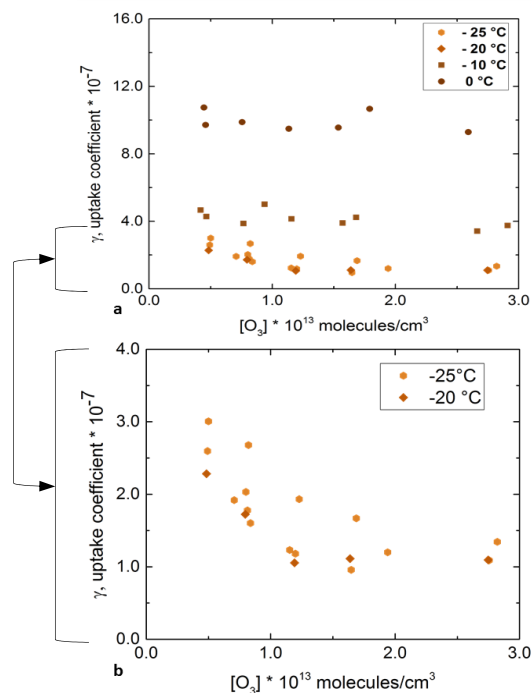 16.0
12.0
8.0
4.0
0.0
γ, uptake coefficient * 10-7
- 25 °C
- 20 °C
- 10 °C
0 °C
0.0 1.0 2.0 3.0
a
[O3] * 1013 molecules/cm3
4.0
3.0
2.0
1.0
0.0
γ, uptake coefficient * 10-7
-25°C
-20 °C
0.0 1.0 2.0 3.0
b
[O3] * 1013 molecules/cm3